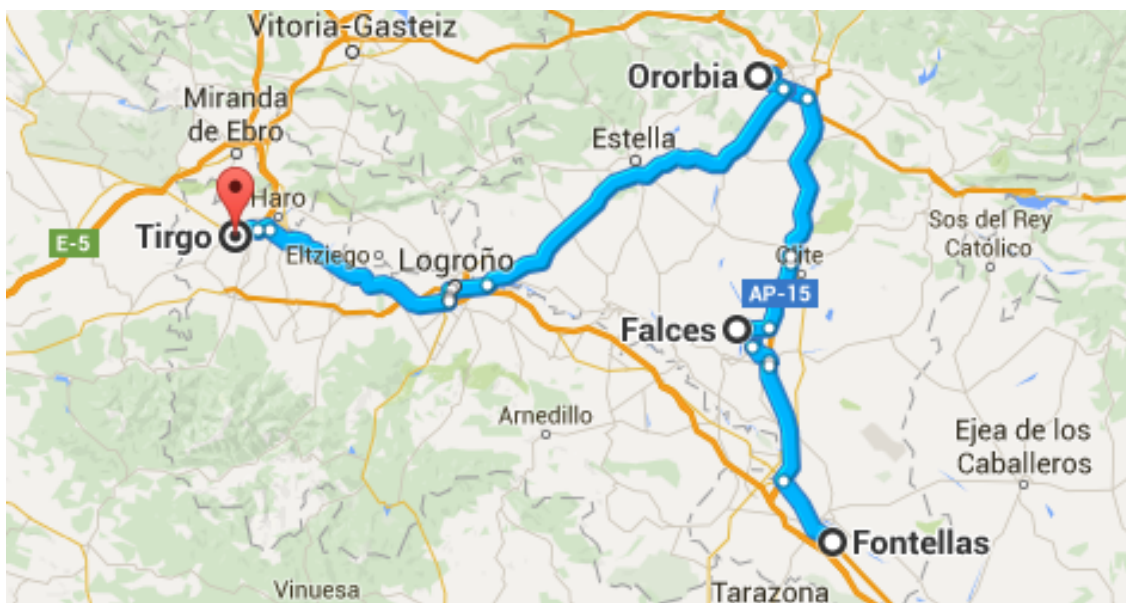 Vitoria-Gasteiz
Ororbia
Miranda
de Ebro
Estella
Haro
Tirgo
E-5
Eltziego
Logroño
Sos del Rey
Católico
Olite
AP-15
Falces
Arnedillo
Ejea de los
Caballeros
Fontellas
Vinuesa
Tarazona